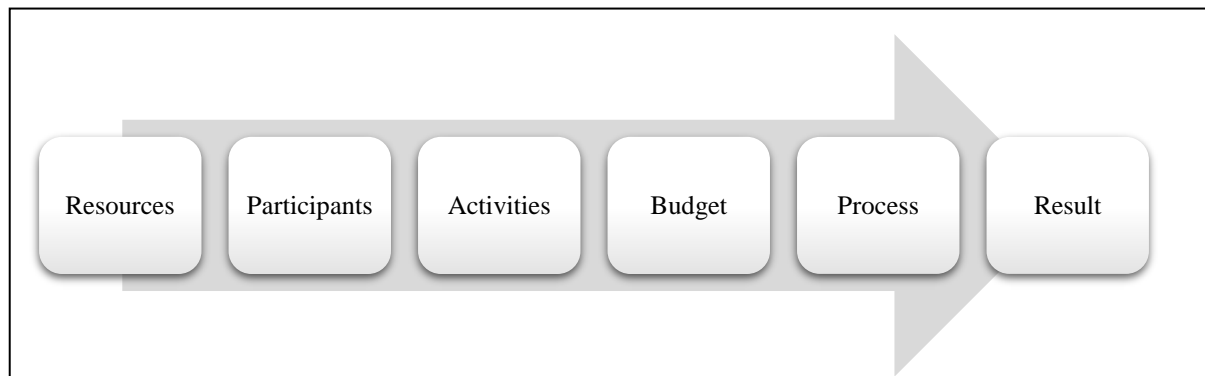 Resources
Participants
Activities
Budget
Process
Result